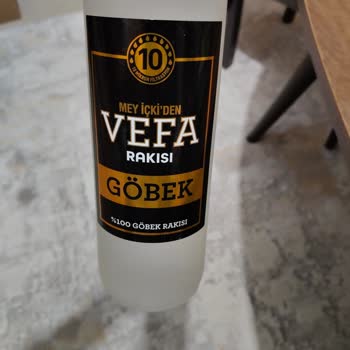 10
MEY İÇKİ'DEN
VEFA
RAKISI
GÖBEK
%100 GÖBEK RAKISI